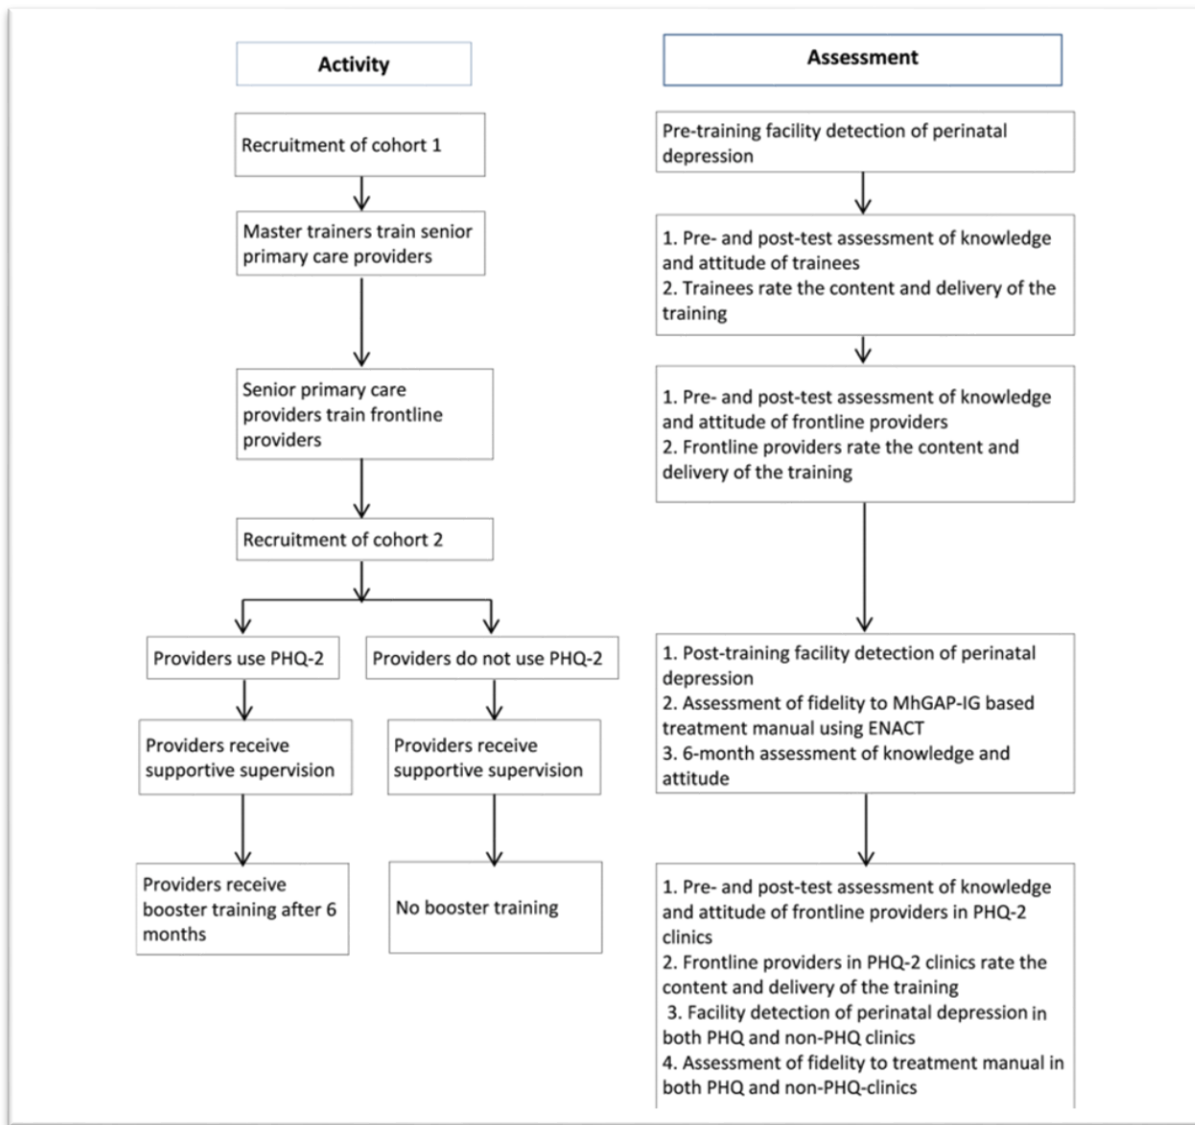 Activity
Assessment
Recruitment of cohort 1
Pre-training facility detection of perinatal
depression
Master trainers train senior
primary care providers
1. Pre- and post-test assessment of knowledge
and attitude of trainees
2. Trainees rate the content and delivery of the
training
Senior primary care
providers train frontline
providers
1. Pre- and post-test assessment of knowledge
and attitude of frontline providers
2. Frontline providers rate the content and
delivery of the training
Recruitment of cohort 2
Providers use PHQ-2
Providers do not use PHQ-2
1. Post-training facility detection of perinatal
depression
2. Assessment of fidelity to MhGAP-IG based
treatment manual using ENACT
3. 6-month assessment of knowledge and
attitude
Providers receive
supportive supervision
Providers receive
supportive supervision
Providers receive
booster training after 6
months
No booster training
1. Pre- and post-test assessment of knowledge
and attitude of frontline providers in PHQ-2
clinics
2. Frontline providers in PHQ-2 clinics rate the
content and delivery of the training
3. Facility detection of perinatal depression in
both PHQ and non-PHQ clinics
4. Assessment of fidelity to treatment manual in
both PHQ and non-PHQ-clinics